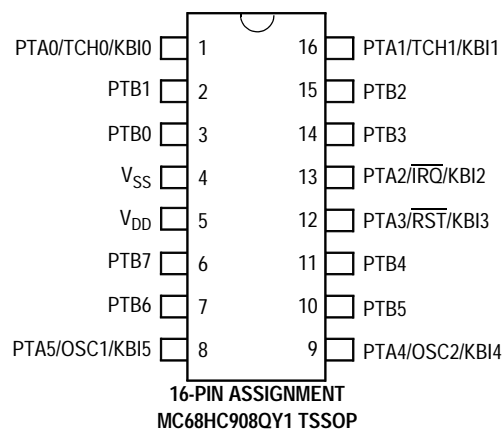 PTA0/TCH0/KBI0 1 16 PTA1/TCH1/KBI1
PTB1 2 15 PTB2
PTB0 3 14 PTB3
VSS 4 13 PTA2/IRQ/KBI2
VDD 5 12 PTA3/RST/KBI3
PTB7 6 11 PTB4
PTB6 7 10 PTB5
PTA5/OSC1/KBI5 8 9 PTA4/OSC2/KBI4
16-PIN ASSIGNMENT
MC68HC908QY1 TSSOP